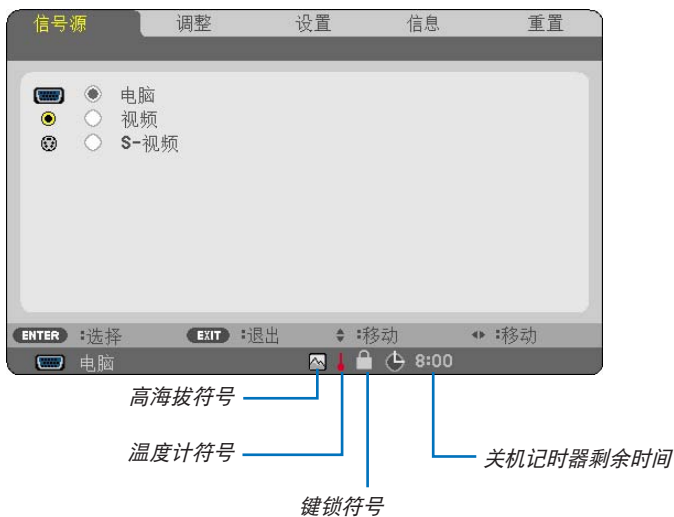 信号源 调整 设置 信息 重置
电脑
视频
S-视频
ENTER :选择 EXIT :退出 :移动 :移动
电脑 8:00
高海拔符号
温度计符号
关机记时器剩余时间
键锁符号